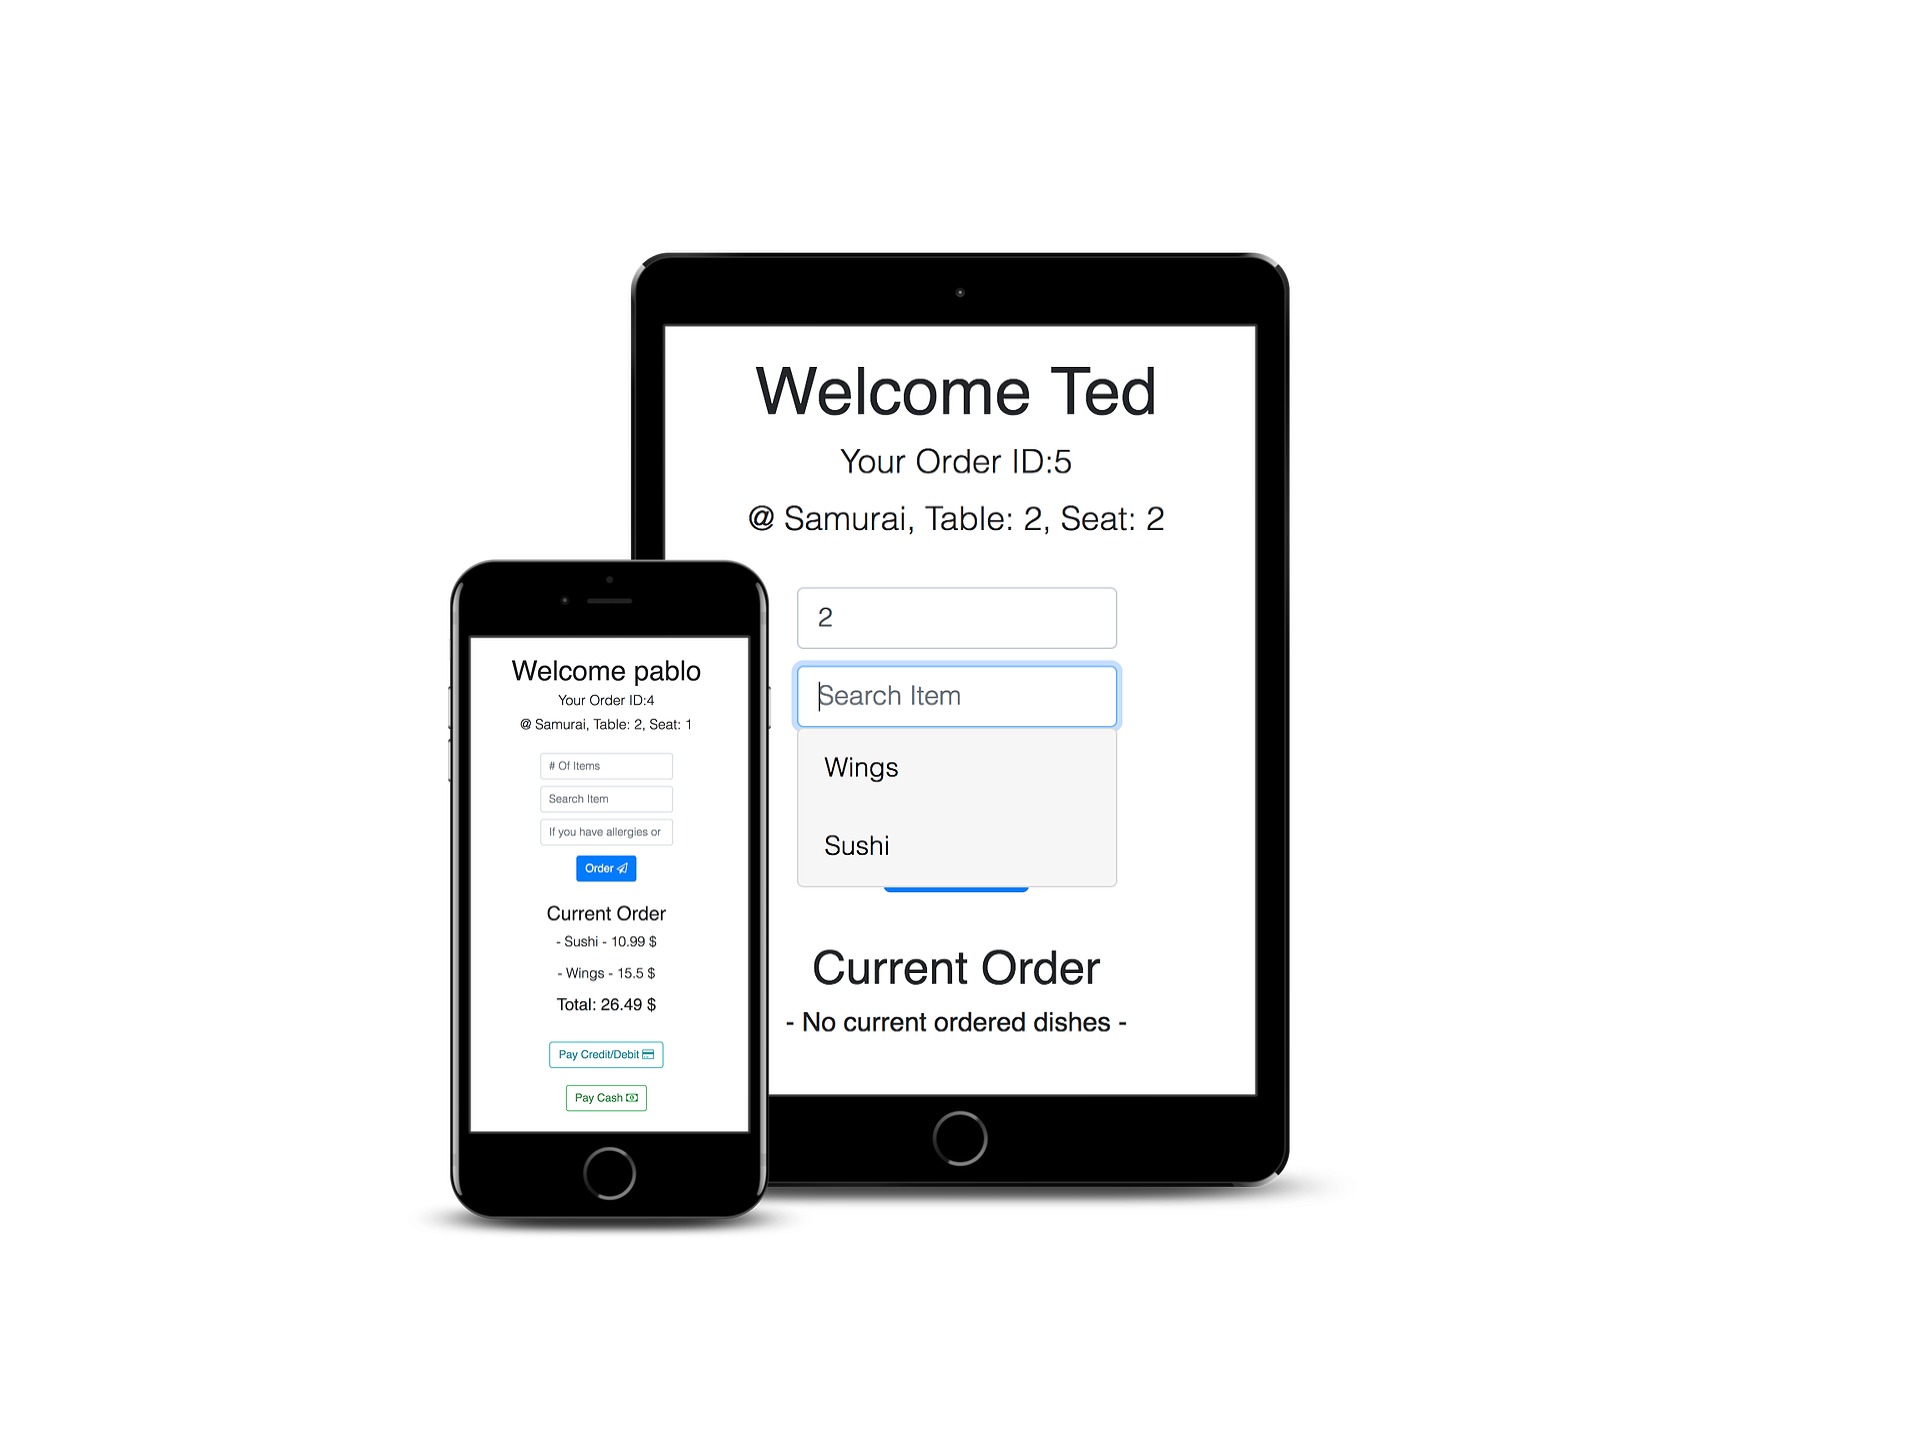 Welcome Ted
Your Order ID:5
@ Samurai, Table: 2, Seat: 2
2
Search Item
Wings
Sushi
Current Order
- No current ordered dishes -
Welcome pablo
Your Order ID:4
@ Samurai, Table: 2, Seat: 1
# Of Items
Search Item
If you have allergies or
Order
Current Order
- Sushi - 10.99 $
- Wings - 15.5 $
Total: 26.49 $
Pay Credit/Debit
Pay Cash